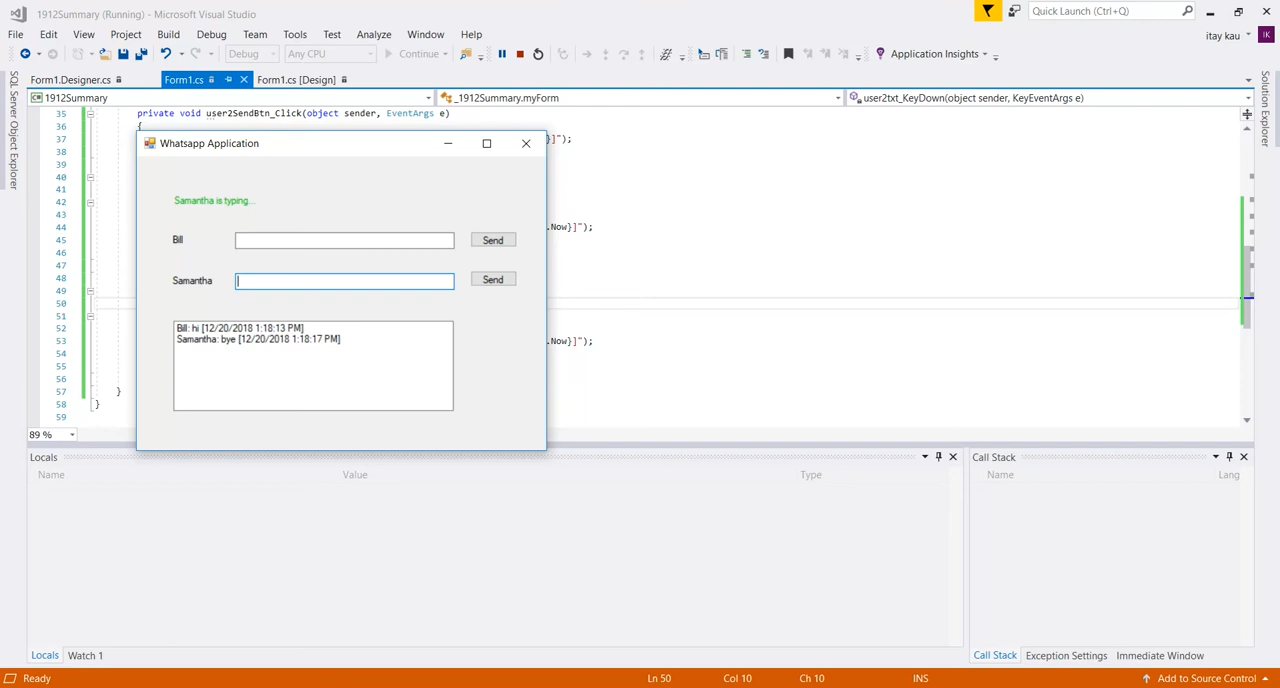 1912Summary (Running) - Microsoft Visual Studio
Quick Launch (Ctrl+Q)
File Edit View Project Build Debug Team Tools Test Analyze Window Help
itay kau IK
Debug Any CPU Continue Application Insights
Form1.Designer.cs Form1.cs Form1.cs [Design]
SQL Server Object Explorer
Solution Explorer
1912Summary _1912Summary.myForm user2txt_KeyDown(object sender, KeyEventArgs e)
35 private void user2SendBtn_Click(object sender, EventArgs e)
36 {
37 }]");
38
39
40
41
42
43
44 .Now}]");
45
46
47
48
49
50
51
52
53 .Now}]");
54
55
56
57 }
58 }
59
Whatsapp Application
Samantha is typing...
Bill Send
Samantha Send
Bill: hi [12/20/2018 1:18:13 PM]
Samantha: bye [12/20/2018 1:18:17 PM]
89 %
Locals
Name Value Type
Call Stack
Name Lang
Locals Watch 1
Call Stack Exception Settings Immediate Window
Ready Ln 50 Col 10 Ch 10 INS Add to Source Control